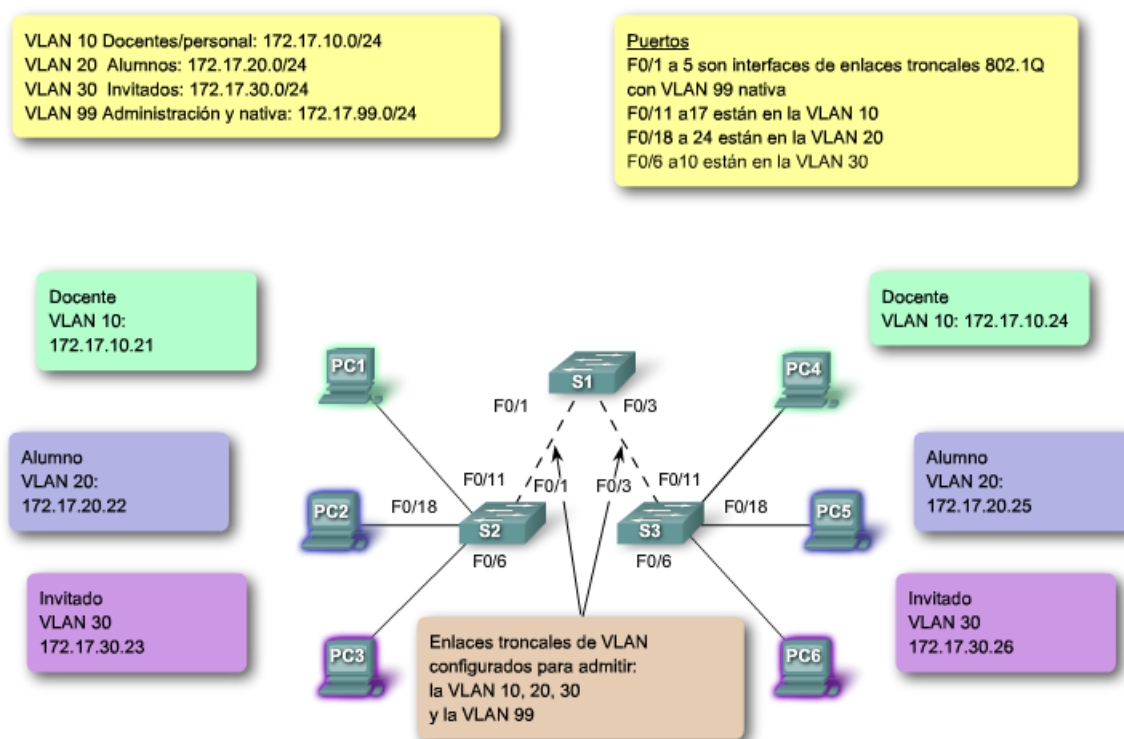 VLAN 10 Docentes/personal: 172.17.10.0/24
VLAN 20 Alumnos: 172.17.20.0/24
VLAN 30 Invitados: 172.17.30.0/24
VLAN 99 Administración y nativa: 172.17.99.0/24
Puertos
F0/1 a 5 son interfaces de enlaces troncales 802.1Q
con VLAN 99 nativa
F0/11 a17 están en la VLAN 10
F0/18 a 24 están en la VLAN 20
F0/6 a10 están en la VLAN 30
Docente
VLAN 10:
172.17.10.21
Docente
VLAN 10: 172.17.10.24
PC1
S1
PC4
F0/1
F0/3
Alumno
VLAN 20:
172.17.20.22
Alumno
VLAN 20:
172.17.20.25
F0/11
F0/1
F0/3
F0/11
PC2
F0/18
S2
S3
F0/18
PC5
F0/6
F0/6
Invitado
VLAN 30
172.17.30.23
Invitado
VLAN 30
172.17.30.26
PC3
PC6
Enlaces troncales de VLAN
configurados para admitir:
la VLAN 10, 20, 30
y la VLAN 99